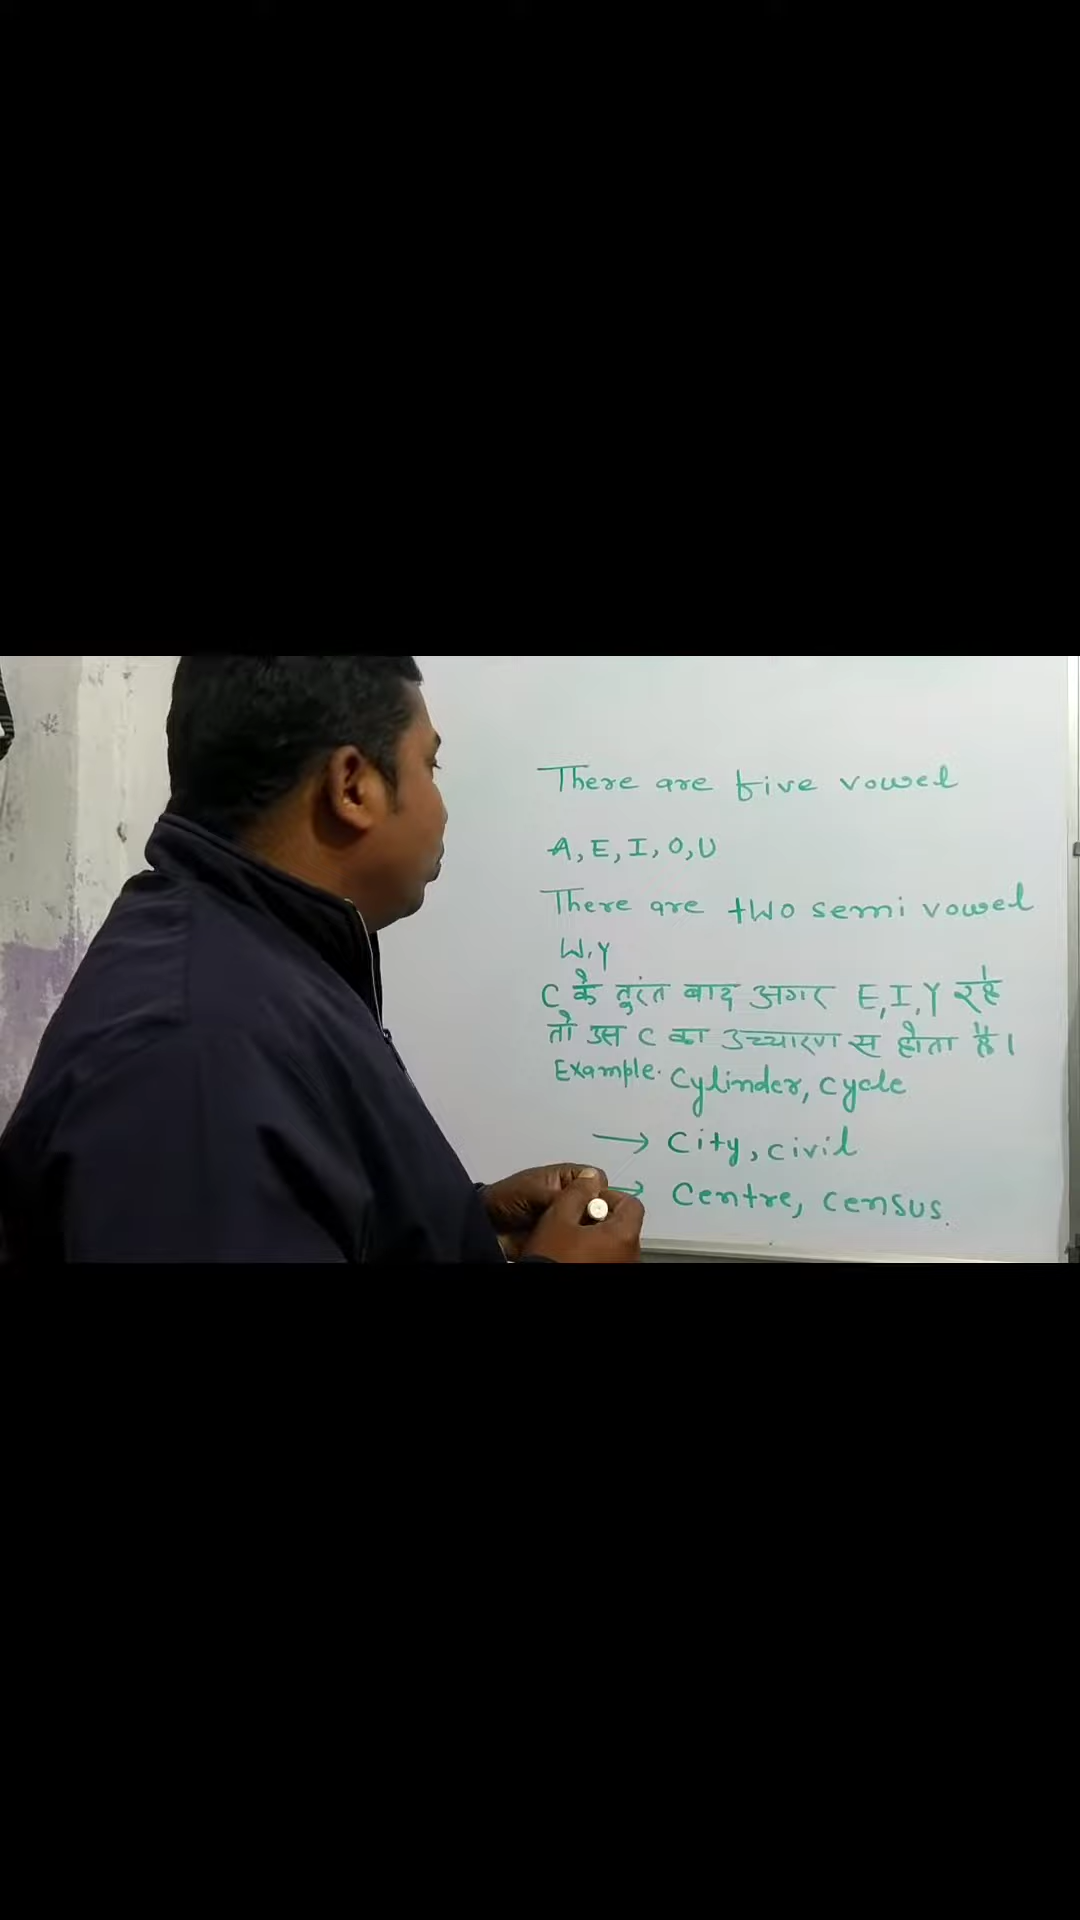 There are five vowel
A, E, I, O, U
There are two semi vowel
W, Y
C के तुरंत बाद अगर E, I, Y रहे
तो उस C का उच्चारण स होता है।
Example. Cylinder, cycle
→ City, civil
→ Centre, census.